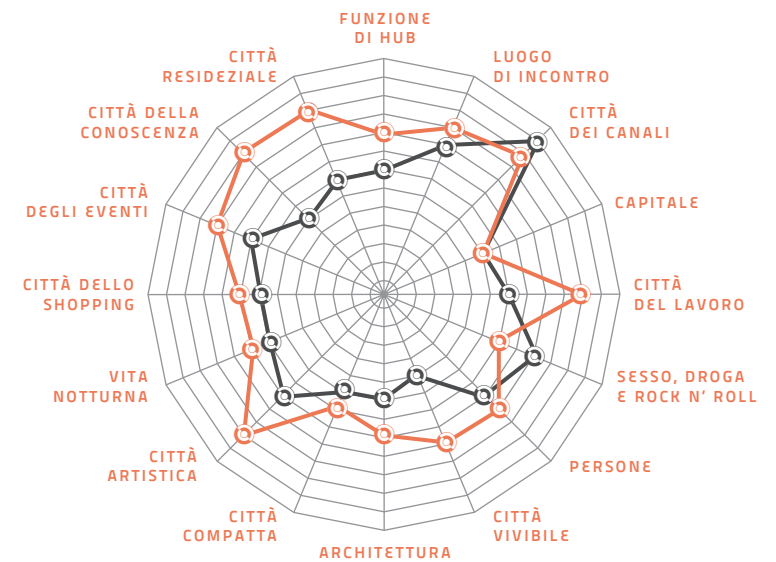 FUNZIONE
DI HUB
LUOGO
DI INCONTRO
CITTÀ
DEI CANALI
CAPITALE
CITTÀ
DEL LAVORO
SESSO, DROGA
E ROCK N' ROLL
PERSONE
CITTÀ
VIVIBILE
ARCHITETTURA
CITTÀ
COMPATTA
CITTÀ
ARTISTICA
VITA
NOTTURNA
CITTÀ DELLO
SHOPPING
CITTÀ
DEGLI EVENTI
CITTÀ DELLA
CONOSCENZA
CITTÀ
RESIDEZIALE